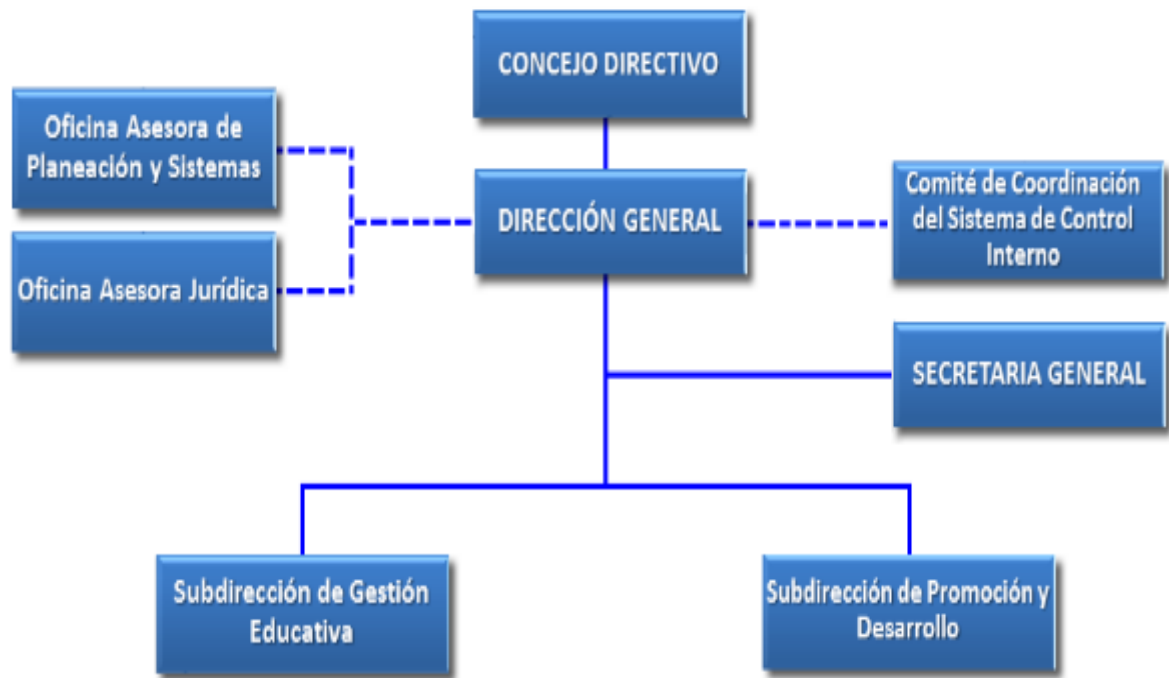 CONCEJO DIRECTIVO
Oficina Asesora de
Planeación y Sistemas
DIRECCIÓN GENERAL
Comité de Coordinación
del Sistema de Control
Interno
Oficina Asesora Jurídica
SECRETARIA GENERAL
Subdirección de Gestión
Educativa
Subdirección de Promoción y
Desarrollo